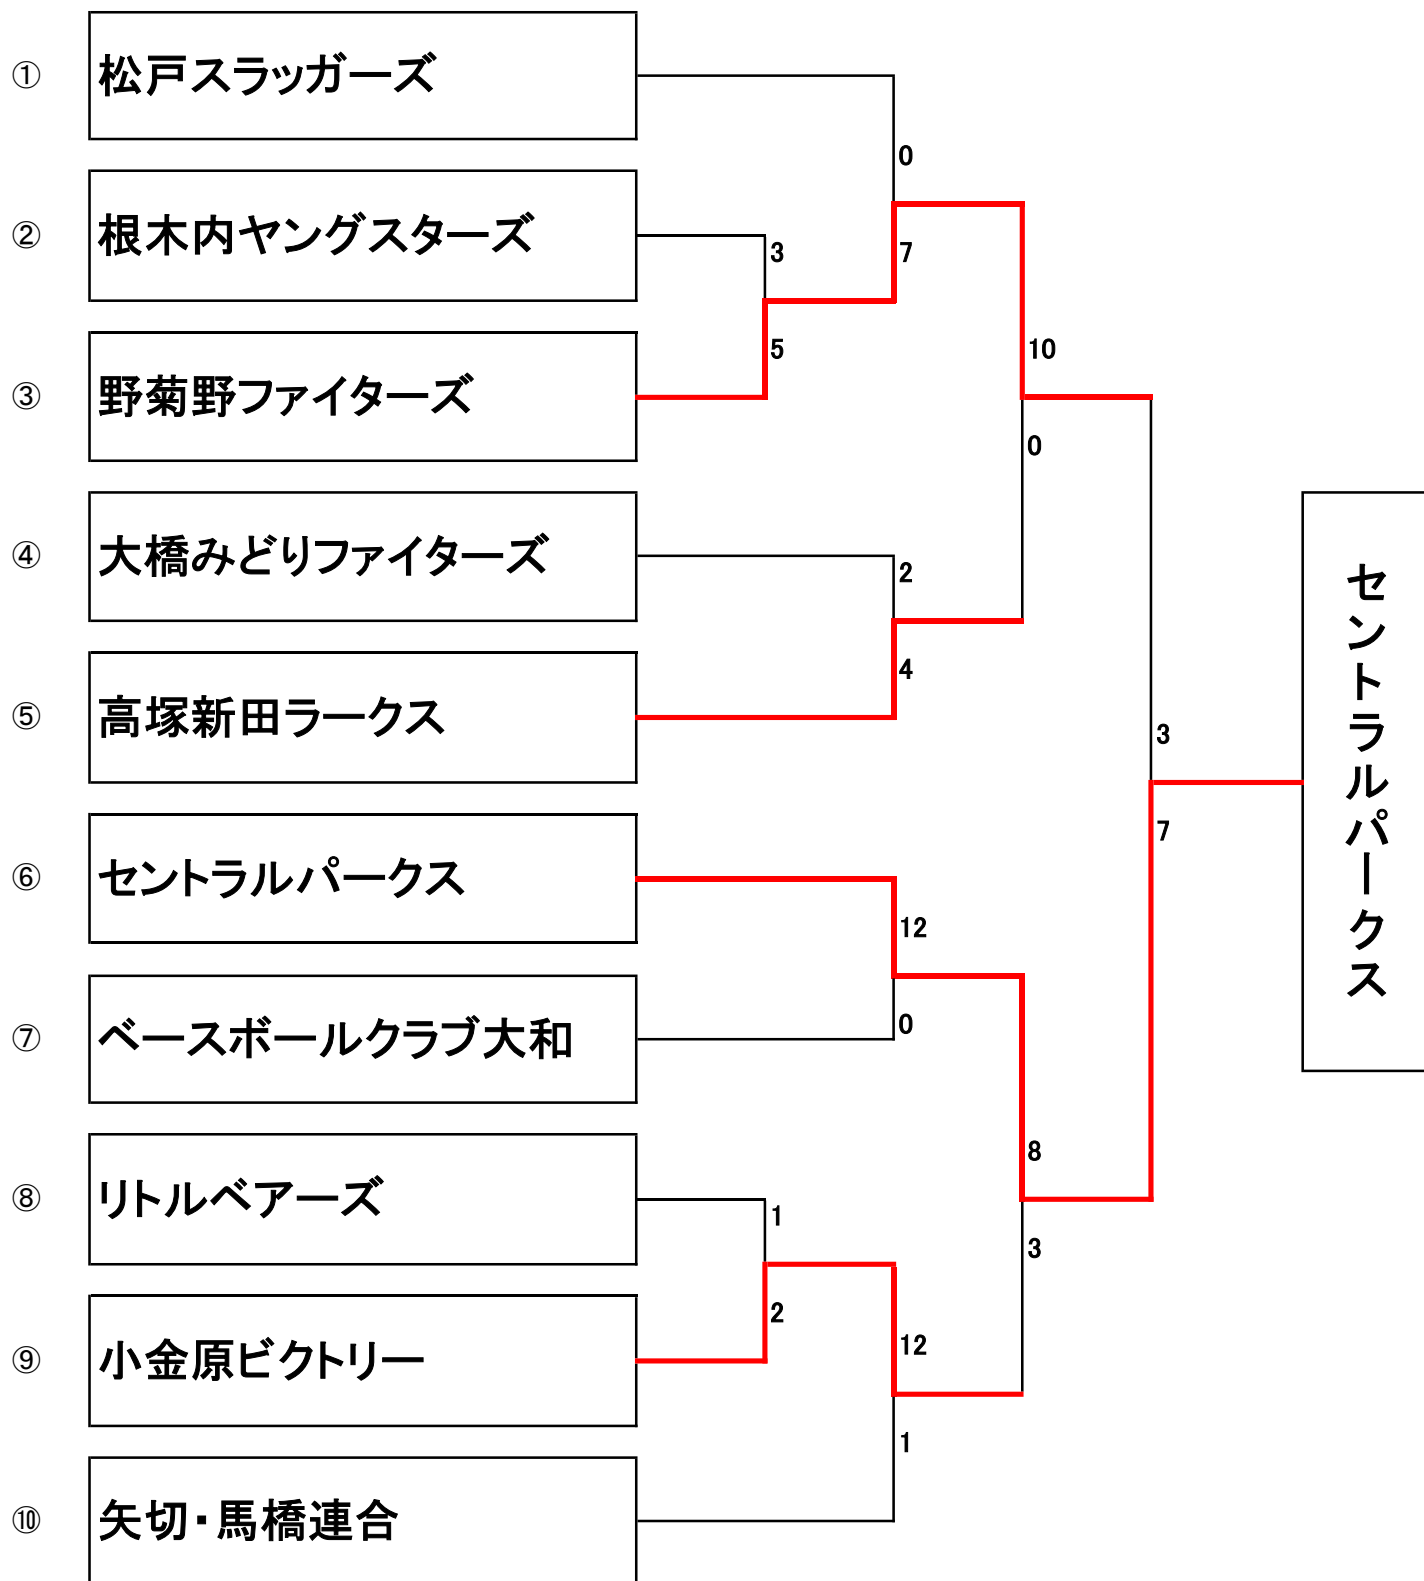 ① 松戸スラッガーズ
0
② 根木内ヤングスターズ
3
7
③ 野菊野ファイターズ
5
10
0
④ 大橋みどりファイターズ
2
4
⑤ 高塚新田ラークス
3
7
セントラルパークス
⑥ セントラルパークス
12
⑦ ベースボールクラブ大和
0
8
⑧ リトルベアーズ
1
3
⑨ 小金原ビクトリー
2
12
1
⑩ 矢切・馬橋連合